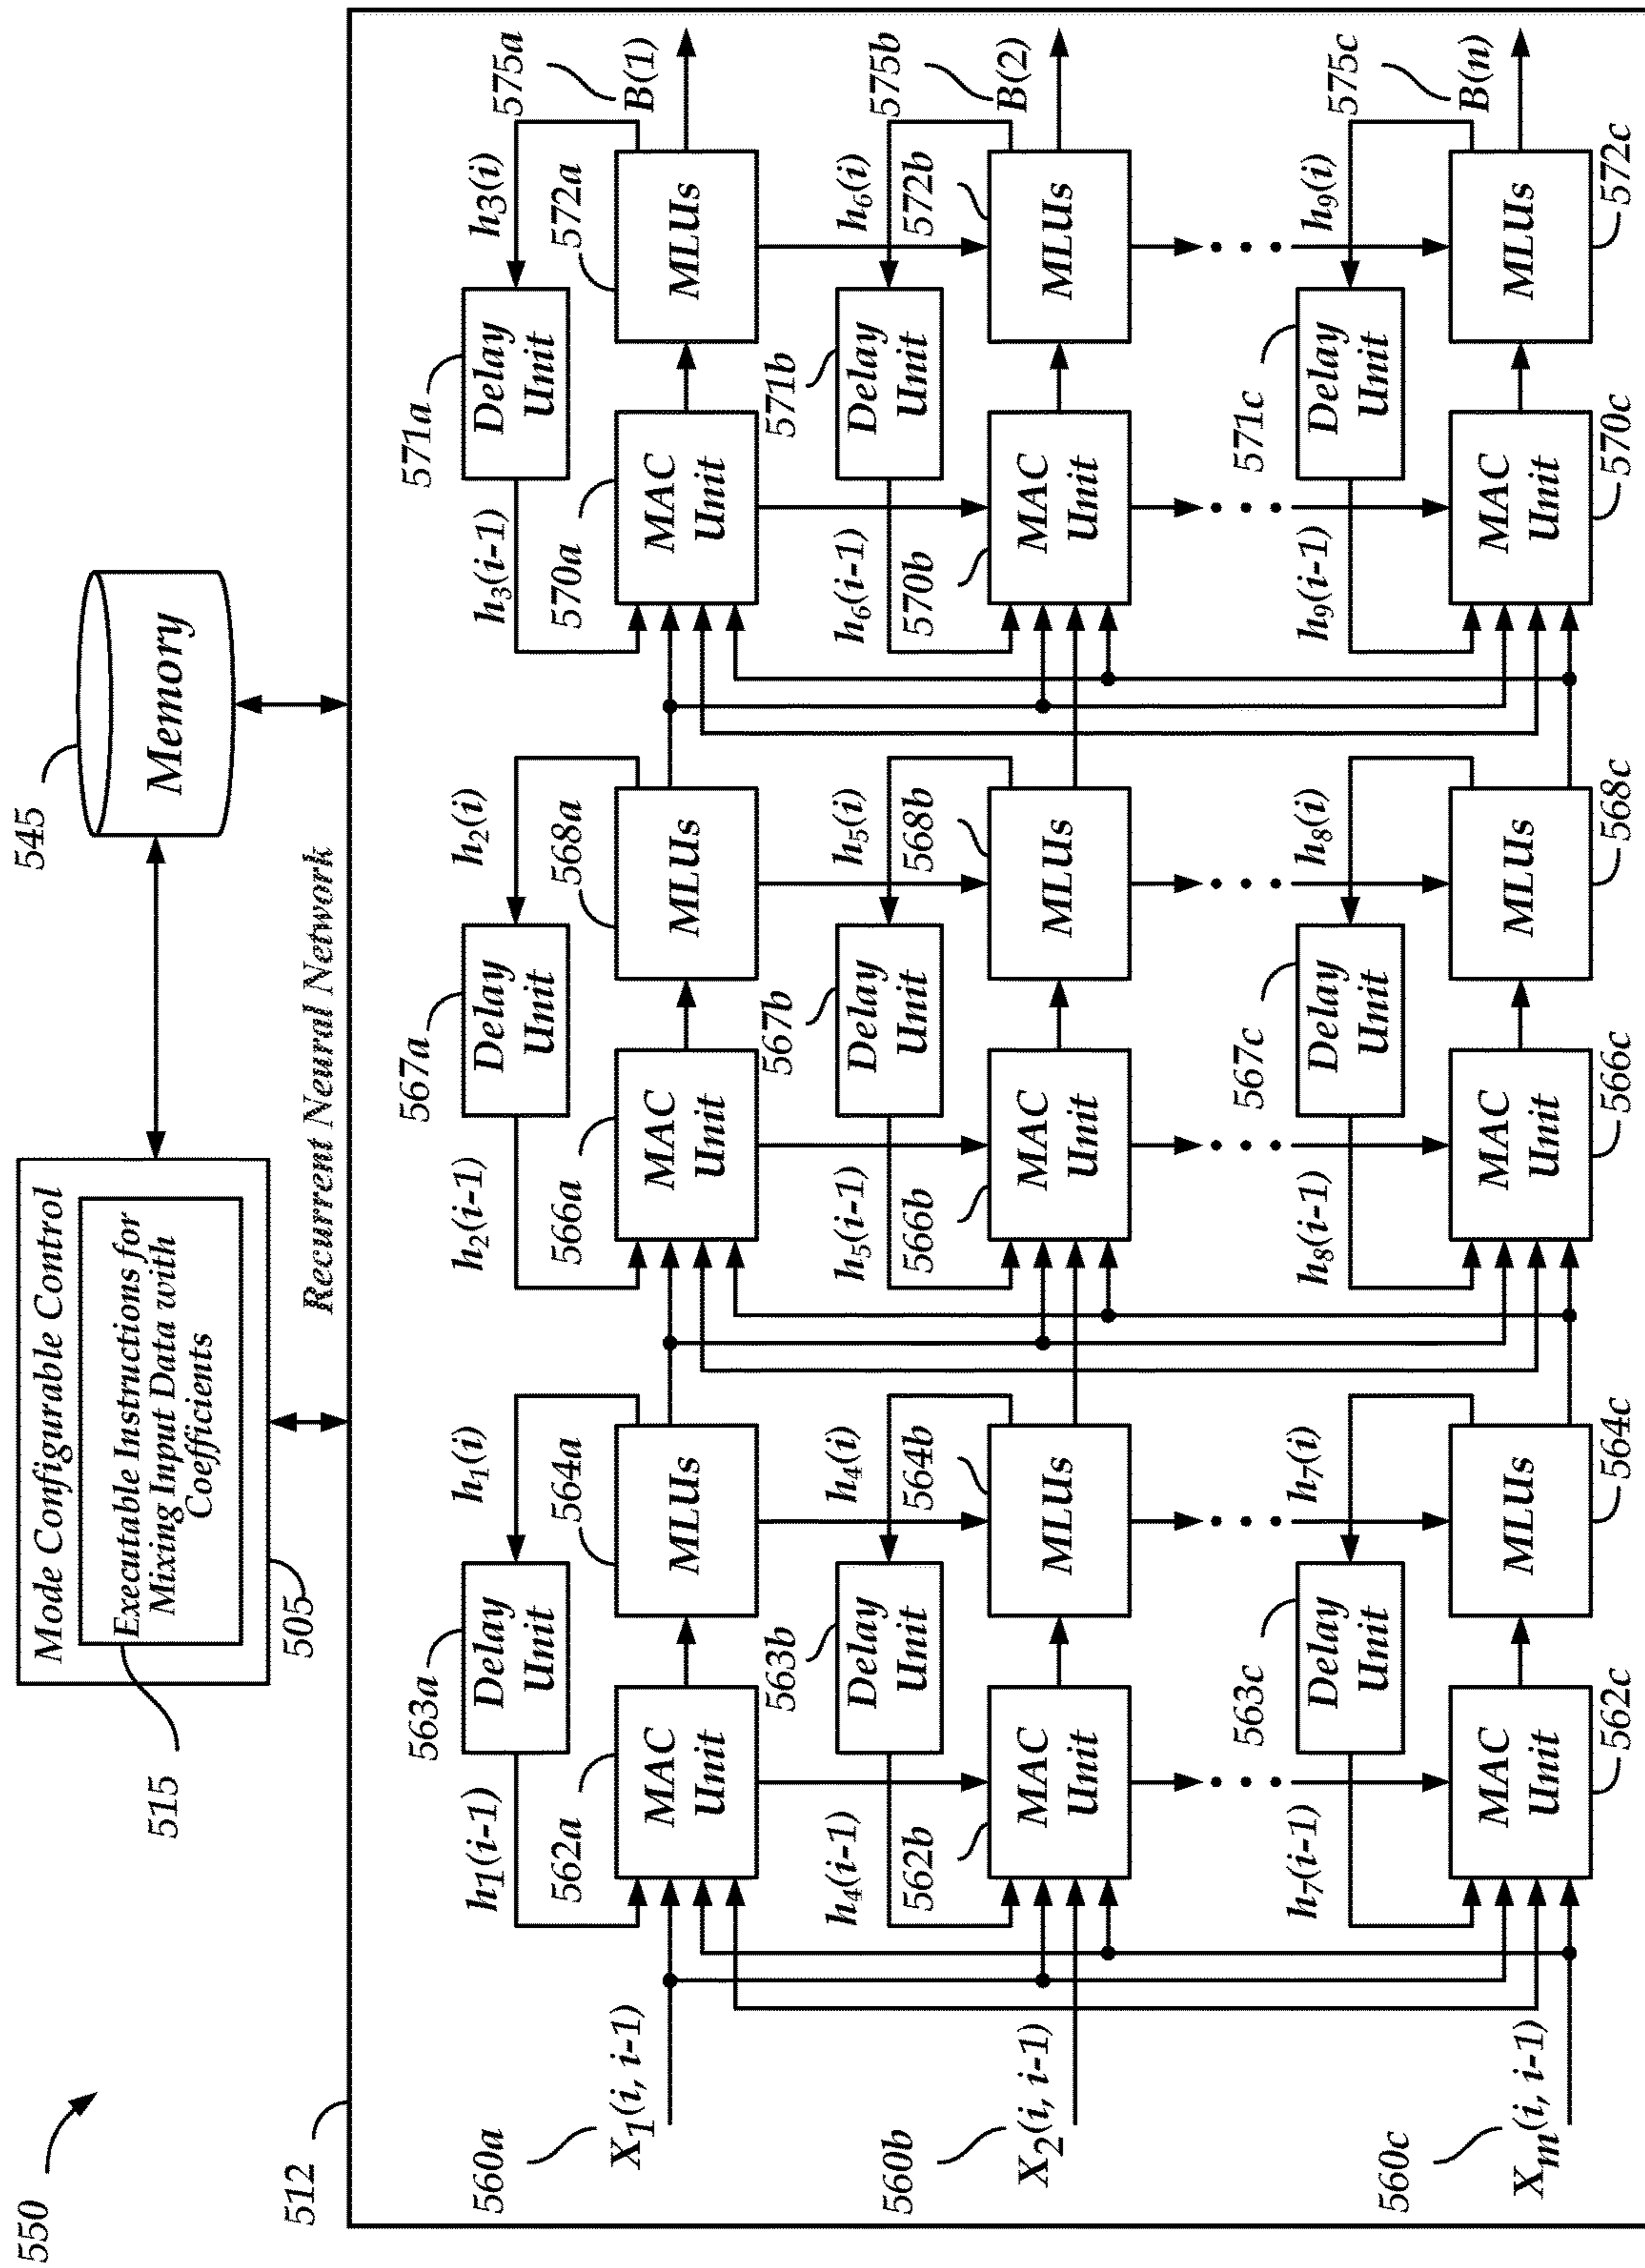 550
512
515
505
Mode Configurable Control
Executable Instructions for
Mixing Input Data with
Coefficients
545
Memory
Recurrent Neural Network
563a
Delay
Unit
h1(i-1)
h1(i)
562a
MAC
Unit
564a
MLUs
567a
Delay
Unit
h2(i-1)
h2(i)
566a
MAC
Unit
568a
MLUs
571a
Delay
Unit
h3(i-1)
h3(i)
570a
MAC
Unit
572a
MLUs
575a
B(1)
560a
X1(i, i-1)
563b
Delay
Unit
h4(i-1)
h4(i)
562b
MAC
Unit
564b
MLUs
567b
Delay
Unit
h5(i-1)
h5(i)
566b
MAC
Unit
568b
MLUs
571b
Delay
Unit
h6(i-1)
h6(i)
570b
MAC
Unit
572b
MLUs
575b
B(2)
560b
X2(i, i-1)
563c
Delay
Unit
h7(i-1)
h7(i)
562c
MAC
Unit
564c
MLUs
567c
Delay
Unit
h8(i-1)
h8(i)
566c
MAC
Unit
568c
MLUs
571c
Delay
Unit
h9(i-1)
h9(i)
570c
MAC
Unit
572c
MLUs
575c
B(n)
560c
Xm(i, i-1)